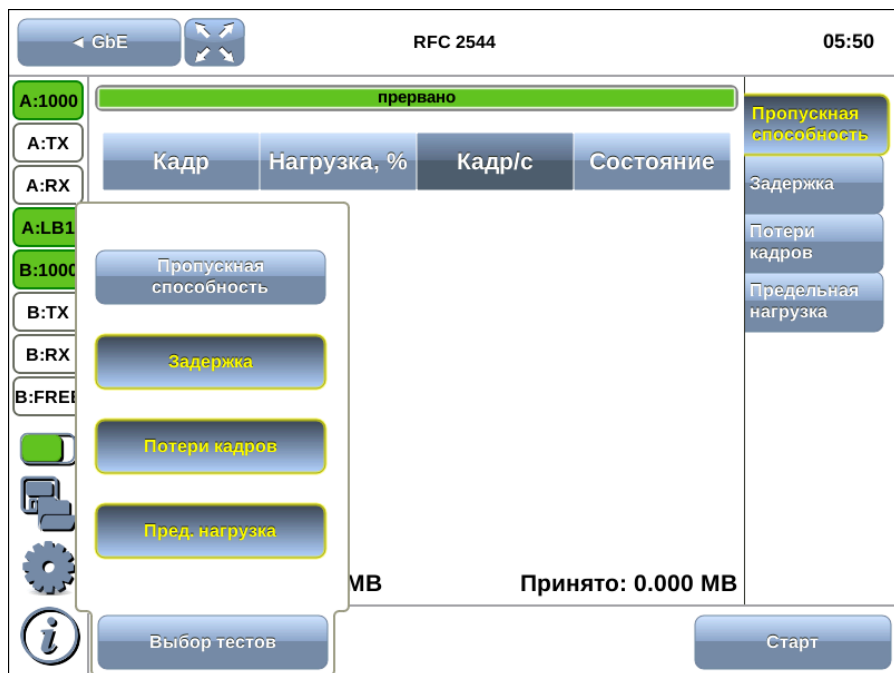 ◄ GbE
RFC 2544
05:50
A:1000
A:TX
A:RX
A:LB1
B:1000
B:TX
B:RX
B:FREE
прервано
Кадр
Нагрузка, %
Кадр/с
Состояние
Пропускная
способность
Задержка
Потери
кадров
Предельная
нагрузка
Пропускная
способность
Задержка
Потери кадров
Пред. нагрузка
MB
Принято: 0.000 MB
Выбор тестов
Старт
i